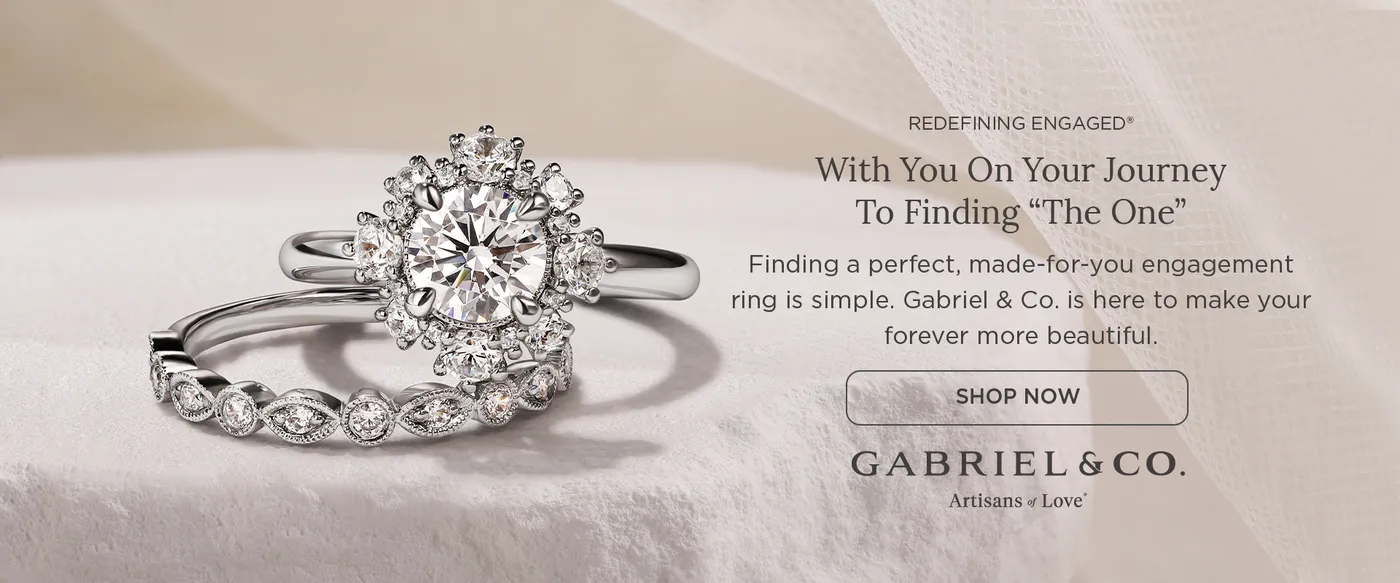 REDEFINING ENGAGED®
With You On Your Journey
To Finding “The One”
Finding a perfect, made-for-you engagement
ring is simple. Gabriel & Co. is here to make your
forever more beautiful.
SHOP NOW
GABRIEL & CO.
Artisans of Love®